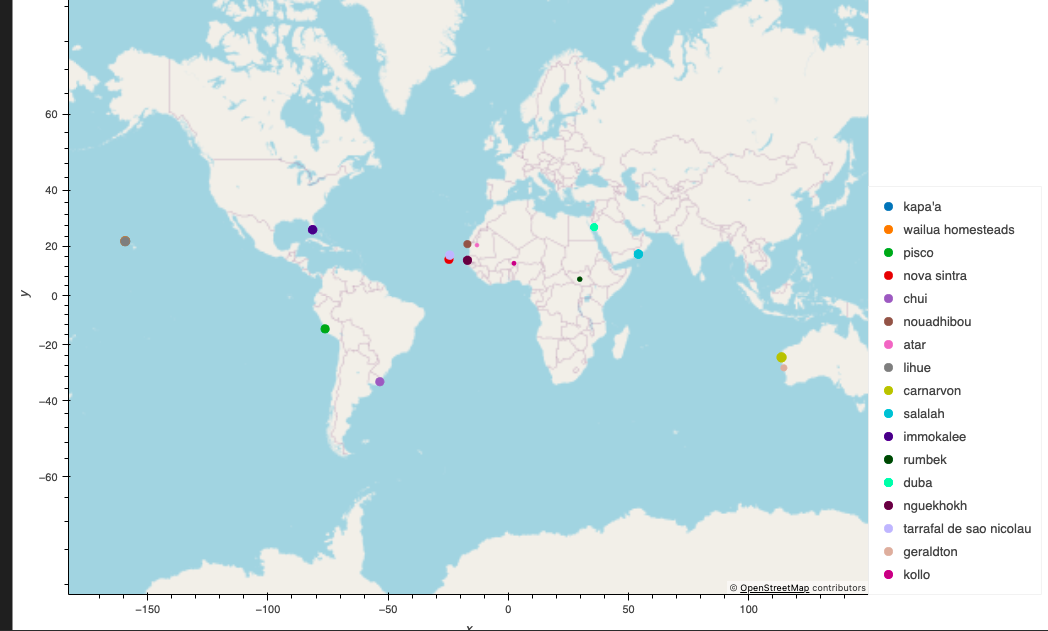 60
40
20
0
−20
−40
−60
y
−150
−100
−50
0
50
100
© OpenStreetMap contributors
kapa'a
wailua homesteads
pisco
nova sintra
chui
nouadhibou
atar
lihue
carnarvon
salalah
immokalee
rumbek
duba
nguekhokh
tarrafal de sao nicolau
geraldton
kollo